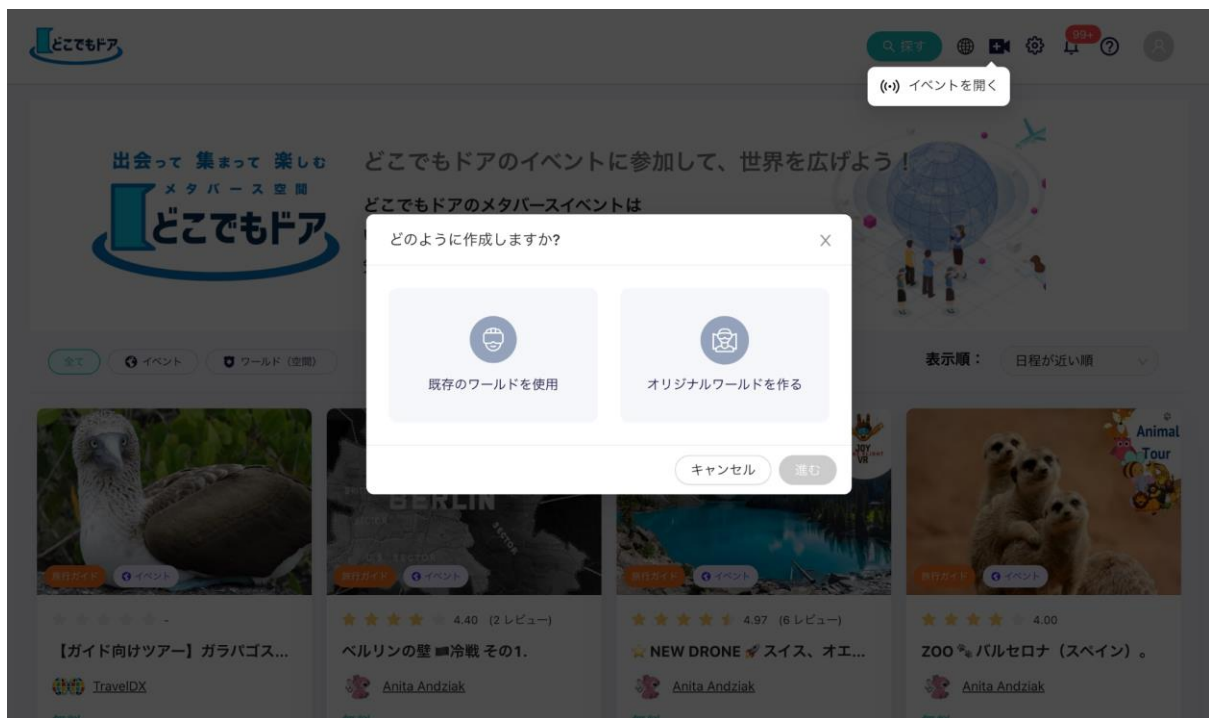 どこでもドア
探す
99+
イベントを開く
出会って 集まって 楽しむ
メタバース空間
どこでもドア
どこでもドアのイベントに参加して、世界を広げよう!
どこでもドアのメタバースイベントは
どのように作成しますか?
既存のワールドを使用
オリジナルワールドを作る
キャンセル
進む
全て
イベント
ワールド（空間）
表示順：
日程が近い順
JOY
VR
Animal
Tour
BERLIN
SECTOR
旅行ガイド
イベント
旅行ガイド
イベント
旅行ガイド
イベント
旅行ガイド
イベント
-
4.40 (2 レビュー)
4.97 (6 レビュー)
4.00
【ガイド向けツアー】ガラパゴス...
ベルリンの壁 冷戦 その1.
NEW DRONE スイス、オエ...
ZOO バルセロナ（スペイン）。
TravelDX
Anita Andziak
Anita Andziak
Anita Andziak